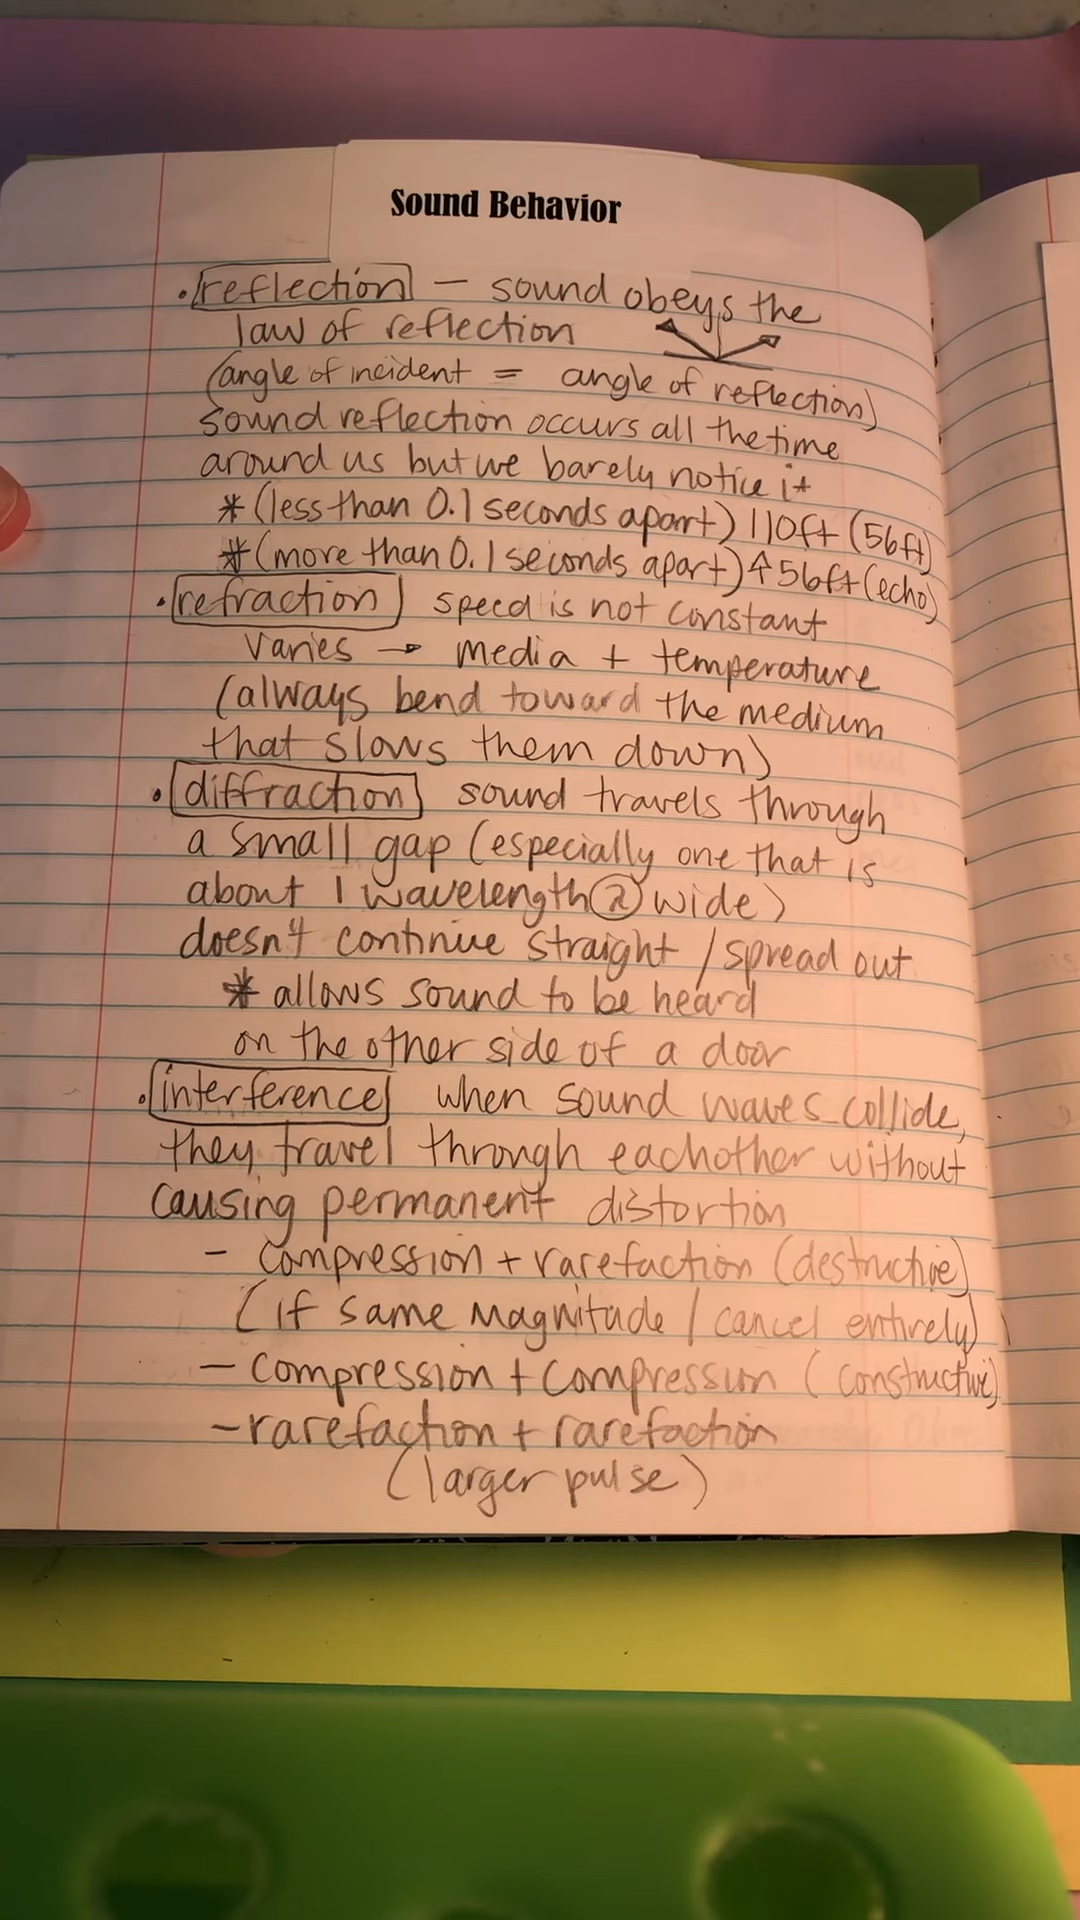 Sound Behavior
• reflection – sound obeys the
law of reflection
(angle of incident = angle of reflection)
sound reflection occurs all the time
around us but we barely notice it
* (less than 0.1 seconds apart) 110ft (56ft)
* (more than 0.1 seconds apart) ↑56ft (echo)
• refraction speed is not constant
varies → media + temperature
(always bend toward the medium
that slows them down)
• diffraction sound travels through
a small gap (especially one that is
about 1 wavelength λ wide)
doesn't continue straight / spread out
* allows sound to be heard
on the other side of a door
• interference when sound waves collide,
they travel through eachother without
causing permanent distortion
- compression + rarefaction (destructive)
(if same magnitude / cancel entirely)
- compression + compression (constructive)
- rarefaction + rarefaction
(larger pulse)